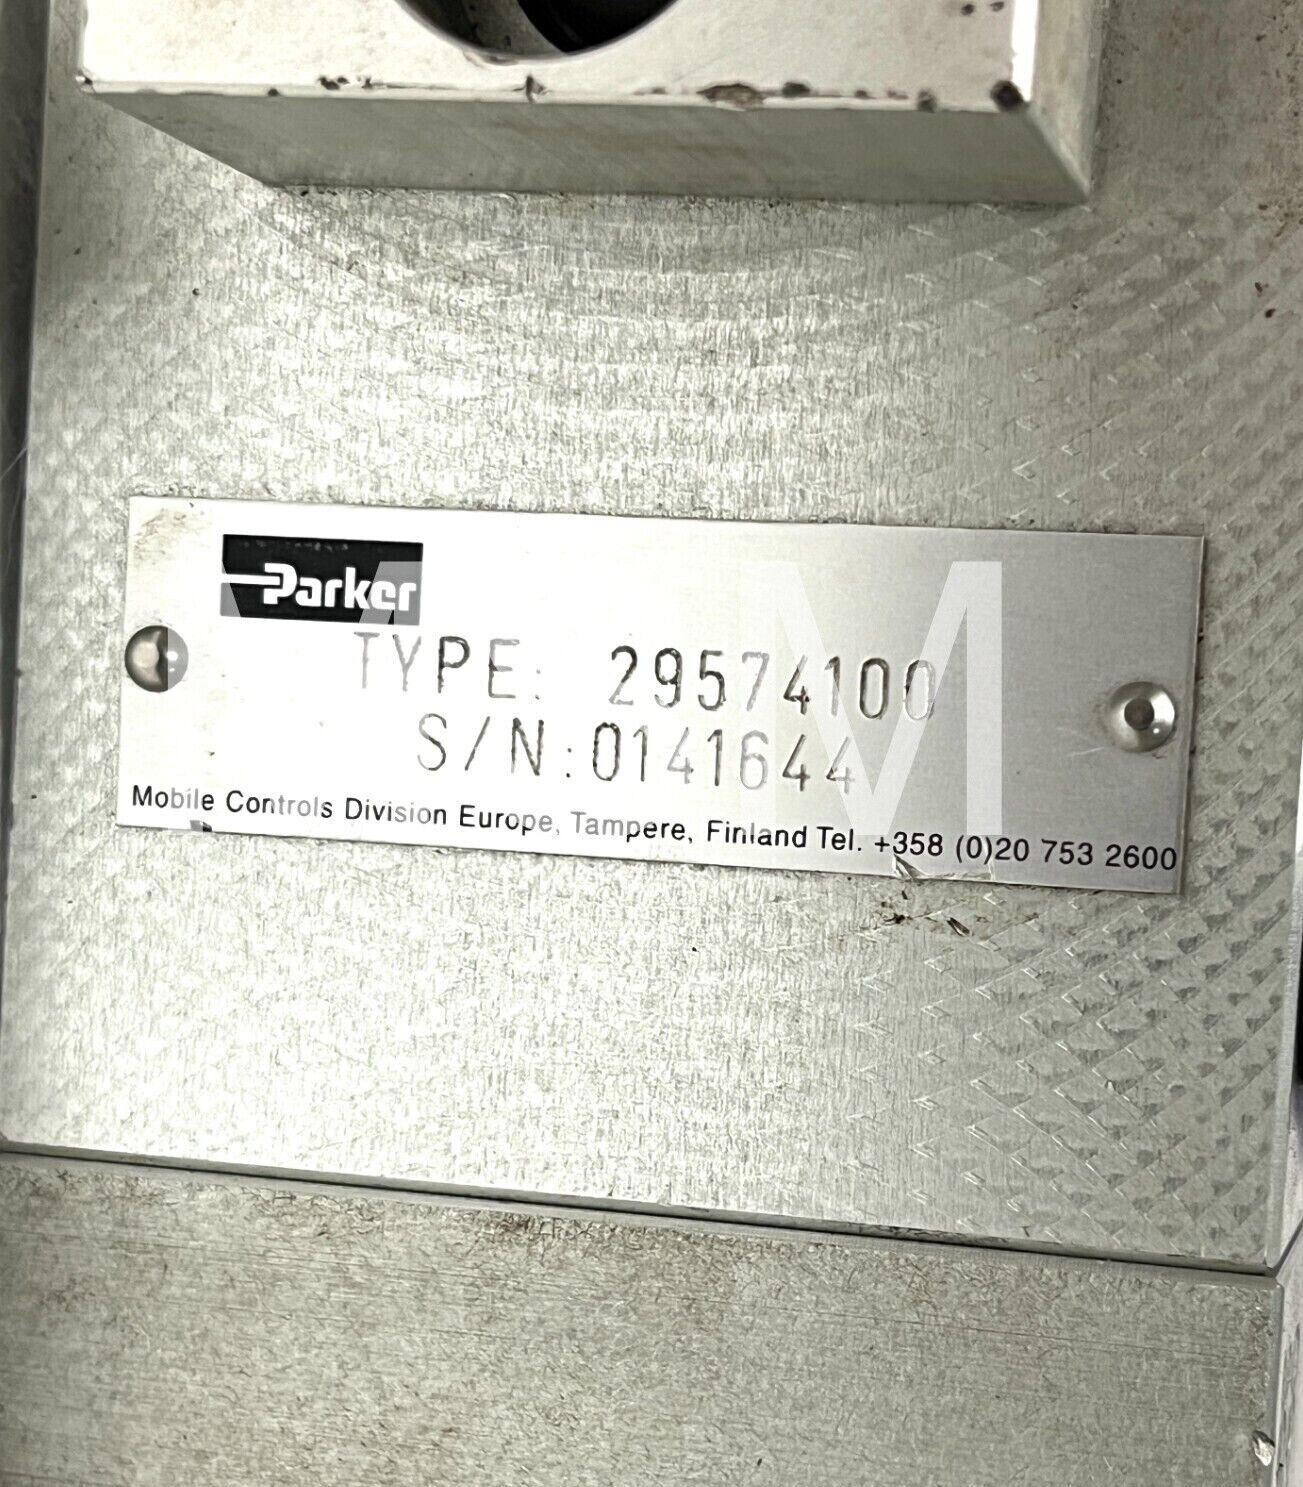 Parker
TYPE: 29574100
S/N:0141644
Mobile Controls Division Europe, Tampere, Finland Tel. +358 (0)20 753 2600